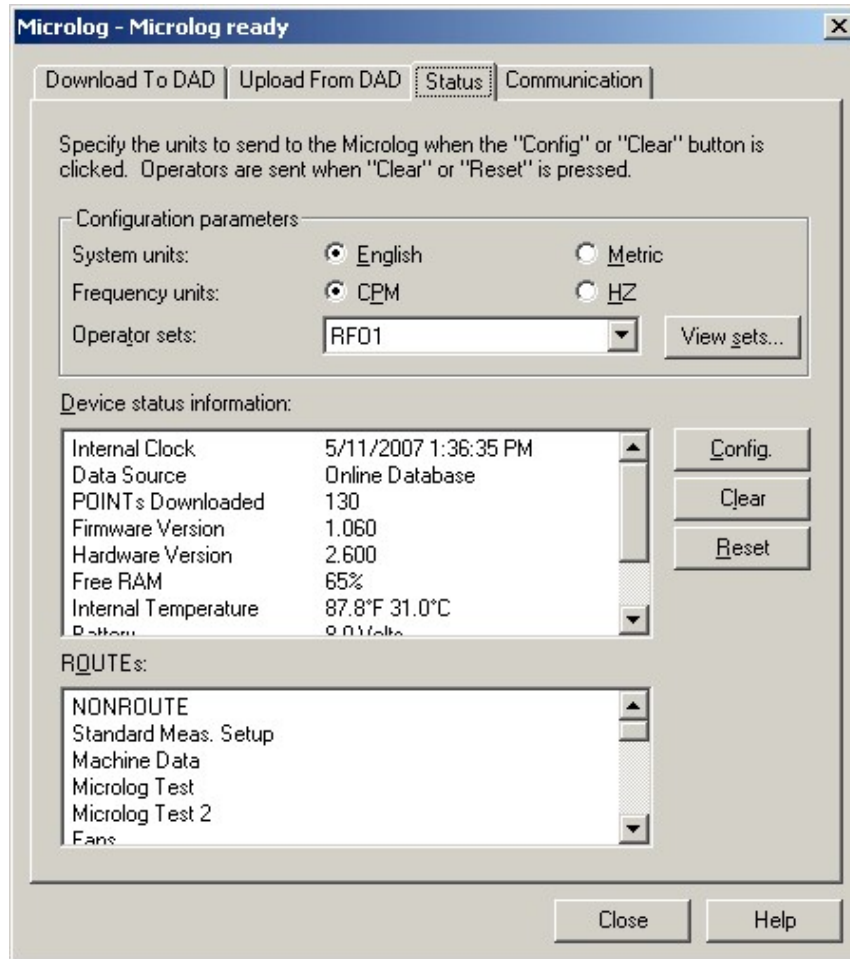 Microlog - Microlog ready
Download To DAD Upload From DAD Status Communication
Specify the units to send to the Microlog when the "Config" or "Clear" button is
clicked. Operators are sent when "Clear" or "Reset" is pressed.
Configuration parameters
System units: English Metric
Frequency units: CPM HZ
Operator sets: RFO1 View sets...
Device status information:
Internal Clock 5/11/2007 1:36:35 PM
Data Source Online Database
POINTs Downloaded 130
Firmware Version 1.060
Hardware Version 2.600
Free RAM 65%
Internal Temperature 87.8°F 31.0°C
Battery
Config.
Clear
Reset
ROUTEs:
NONROUTE
Standard Meas. Setup
Machine Data
Microlog Test
Microlog Test 2
Fans
Close Help